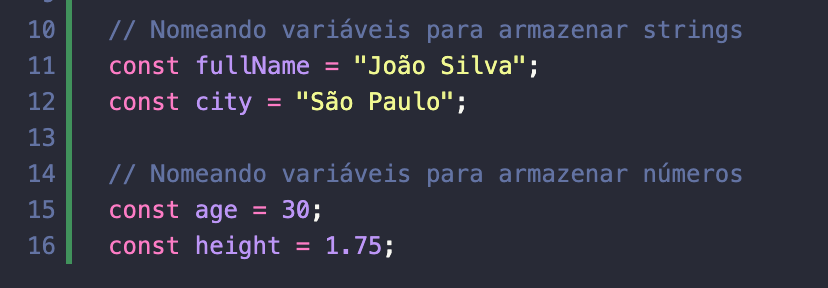 10 // Nomeando variáveis para armazenar strings
11 const fullName = "João Silva";
12 const city = "São Paulo";
13
14 // Nomeando variáveis para armazenar números
15 const age = 30;
16 const height = 1.75;